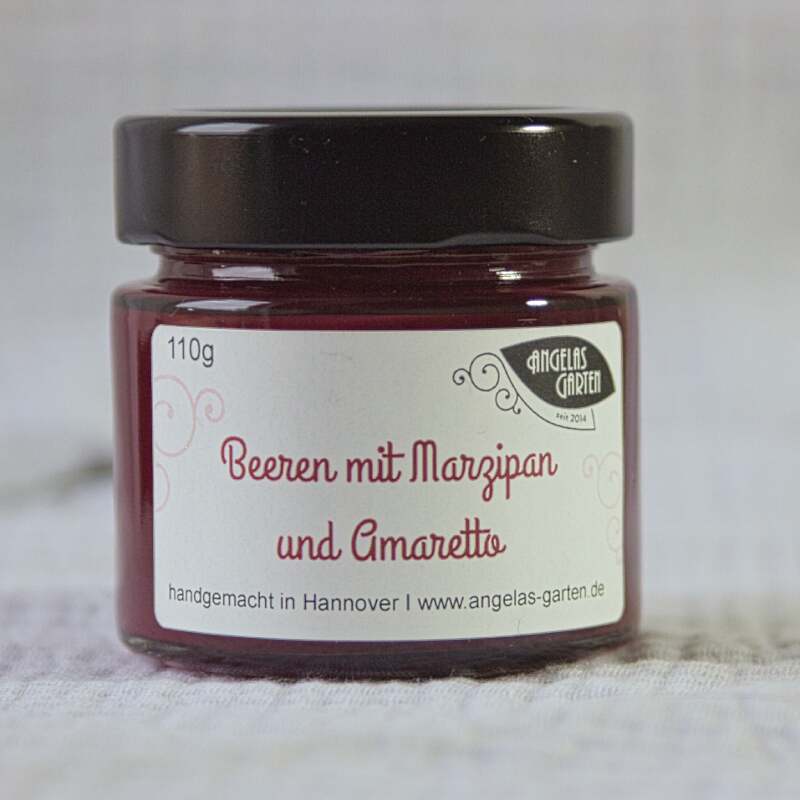 110g
ANGELAS
GARTEN
seit 2014
Beeren mit Marzipan
und Amaretto
handgemacht in Hannover I www.angelas-garten.de